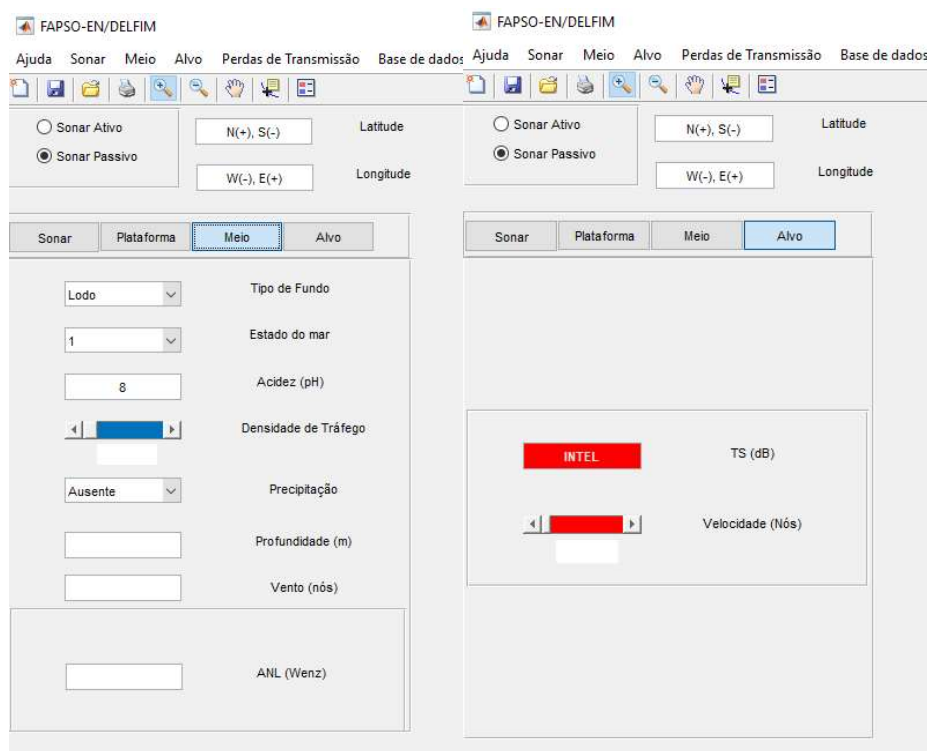 FAPSO-EN/DELFIM
Ajuda Sonar Meio Alvo Perdas de Transmissão Base de dados
Sonar Ativo
Sonar Passivo
N(+), S(-) Latitude
W(-), E(+) Longitude
Sonar Plataforma Meio Alvo
Lodo Tipo de Fundo
1 Estado do mar
8 Acidez (pH)
Densidade de Tráfego
Ausente Precipitação
Profundidade (m)
Vento (nós)
ANL (Wenz)
FAPSO-EN/DELFIM
Ajuda Sonar Meio Alvo Perdas de Transmissão Base de dados
Sonar Ativo
Sonar Passivo
N(+), S(-) Latitude
W(-), E(+) Longitude
Sonar Plataforma Meio Alvo
INTEL TS (dB)
Velocidade (Nós)